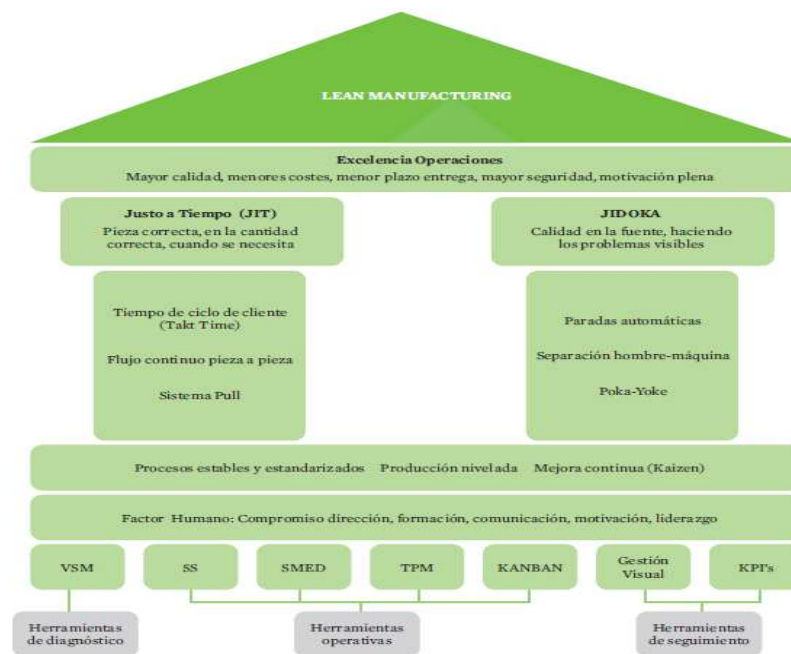 LEAN MANUFACTURING
Excelencia Operaciones
Mayor calidad, menores costes, menor plazo entrega, mayor seguridad, motivación plena
Justo a Tiempo (JIT)
Pieza correcta, en la cantidad
correcta, cuando se necesita
JIDOKA
Calidad en la fuente, haciendo
los problemas visibles
Tiempo de ciclo de cliente
(Takt Time)
Flujo continuo pieza a pieza
Sistema Pull
Paradas automáticas
Separación hombre-máquina
Poka-Yoke
Procesos estables y estandarizados Producción nivelada Mejora continua (Kaizen)
Factor Humano: Compromiso dirección, formación, comunicación, motivación, liderazgo
VSM
SS
SMED
TPM
KANBAN
Gestión
Visual
KPI's
Herramientas
de diagnóstico
Herramientas
operativas
Herramientas
de seguimiento